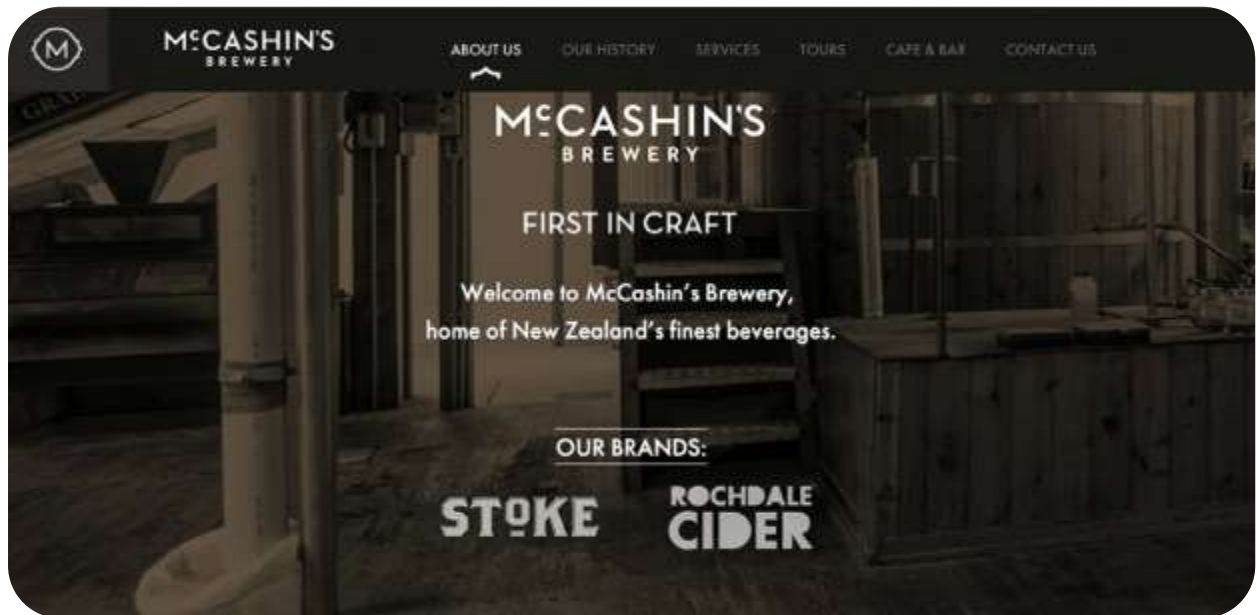 M
McCASHIN'S
BREWERY
ABOUT US
OUR HISTORY
SERVICES
TOURS
CAFE & BAR
CONTACT US
McCASHIN'S
BREWERY
FIRST IN CRAFT
Welcome to McCashin's Brewery,
home of New Zealand's finest beverages.
OUR BRANDS:
STOKE
ROCHDALE
CIDER